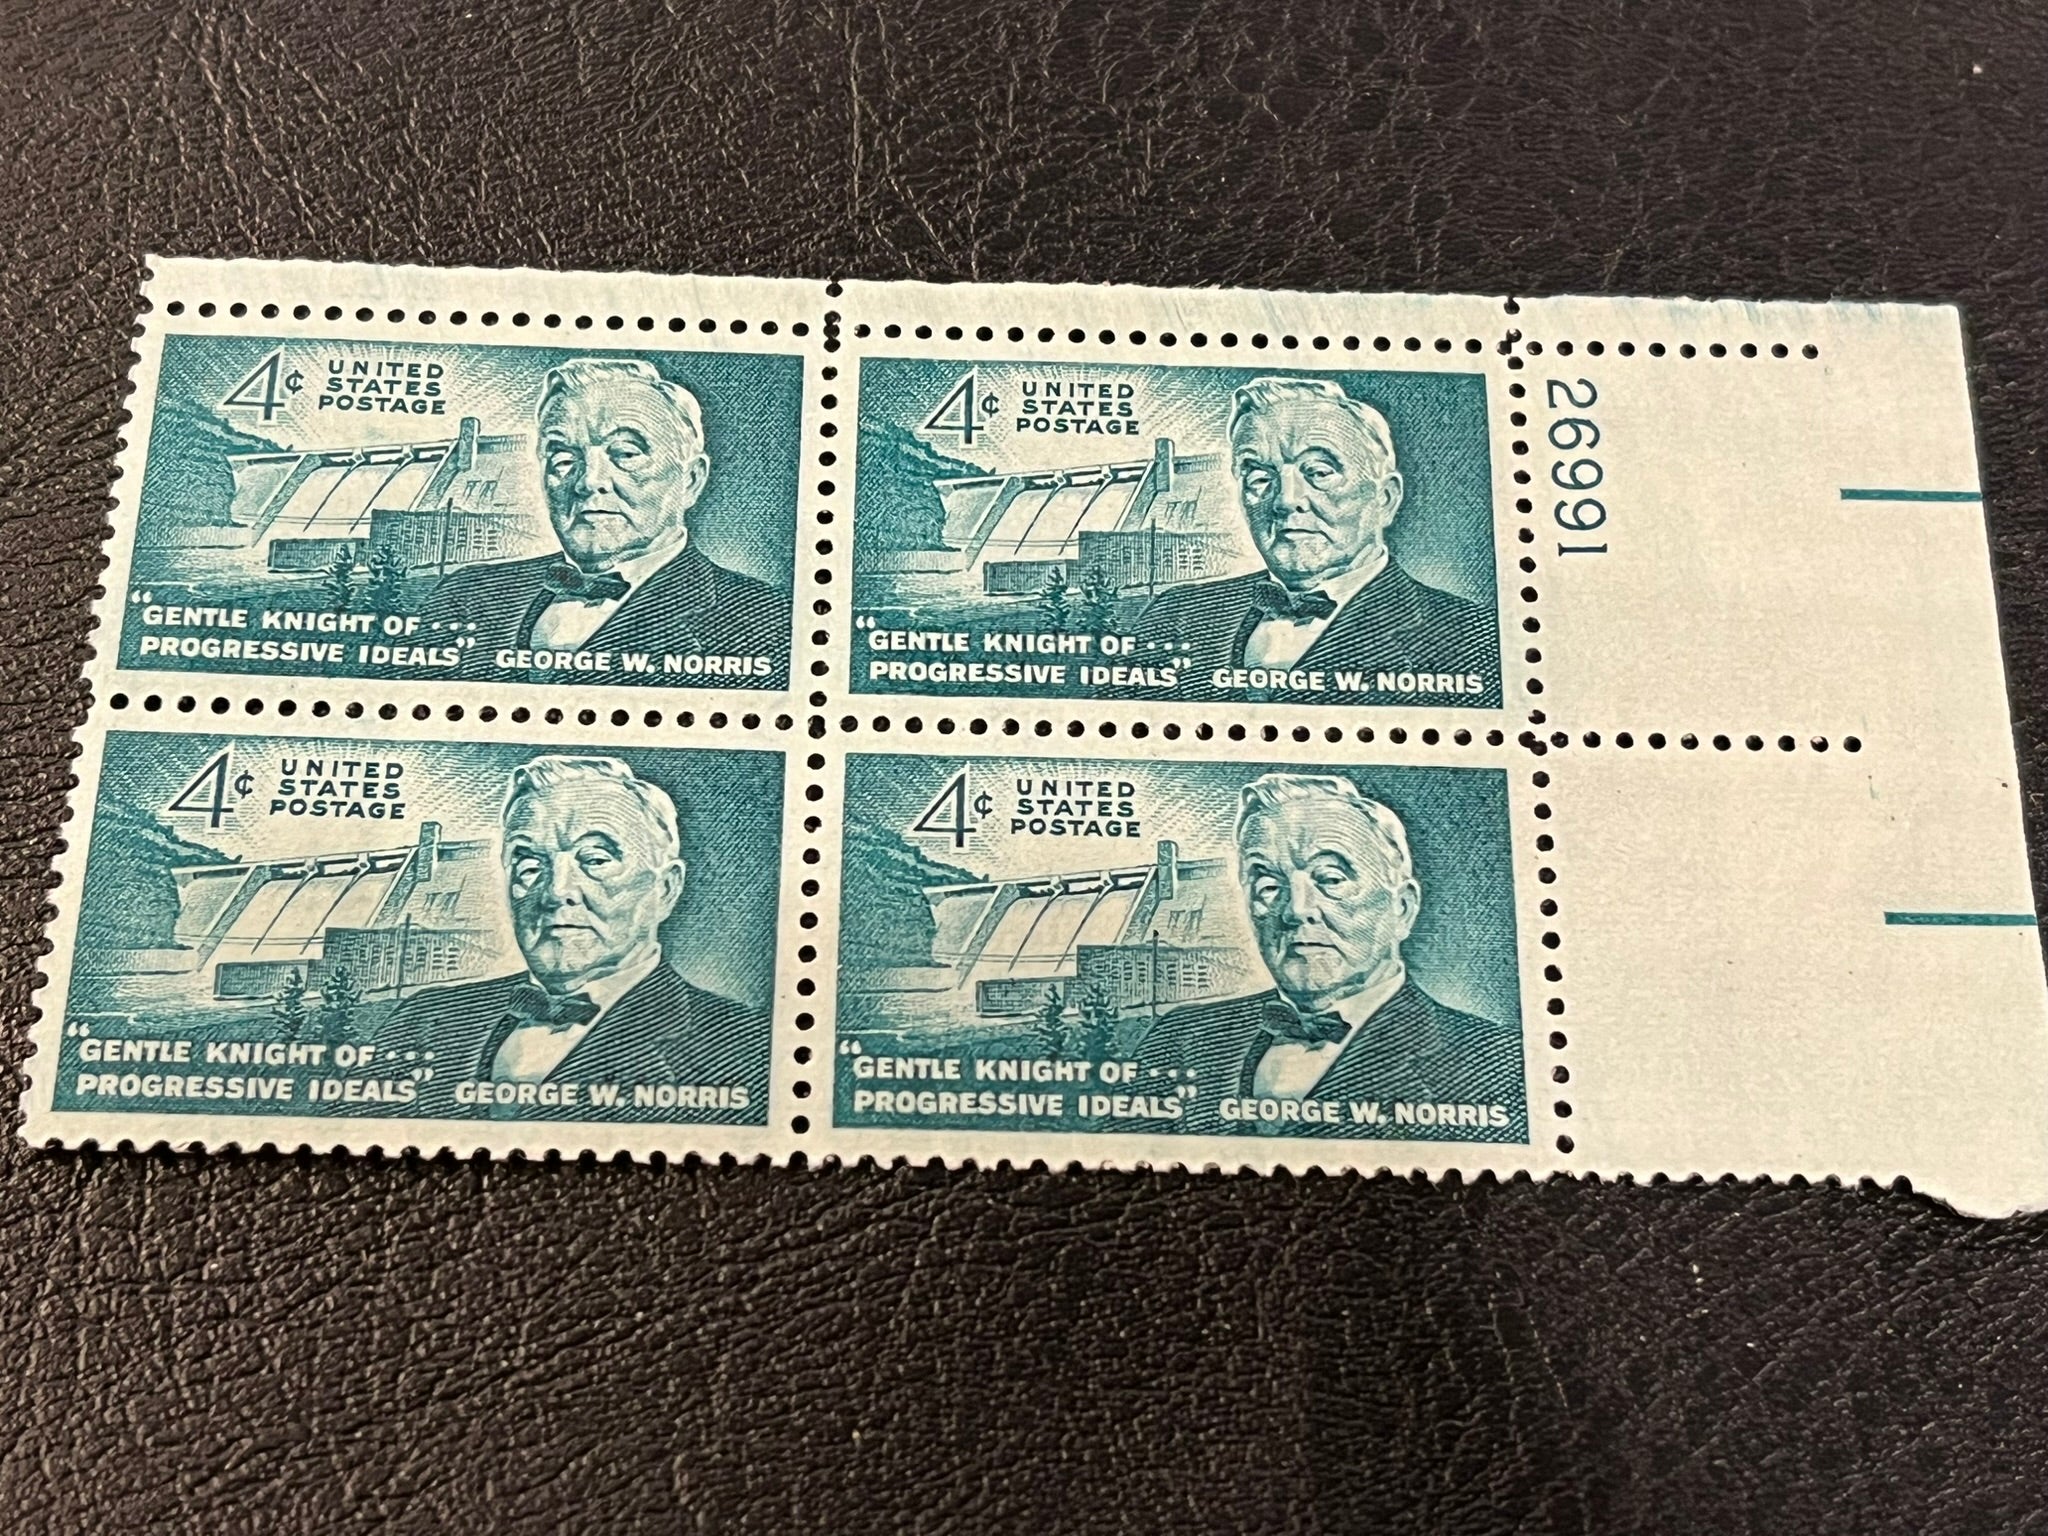 4¢ UNITED
STATES
POSTAGE
"GENTLE KNIGHT OF...
PROGRESSIVE IDEALS" GEORGE W. NORRIS
4¢ UNITED
STATES
POSTAGE
"GENTLE KNIGHT OF...
PROGRESSIVE IDEALS" GEORGE W. NORRIS
26991
4¢ UNITED
STATES
POSTAGE
"GENTLE KNIGHT OF...
PROGRESSIVE IDEALS" GEORGE W. NORRIS
4¢ UNITED
STATES
POSTAGE
"GENTLE KNIGHT OF...
PROGRESSIVE IDEALS" GEORGE W. NORRIS